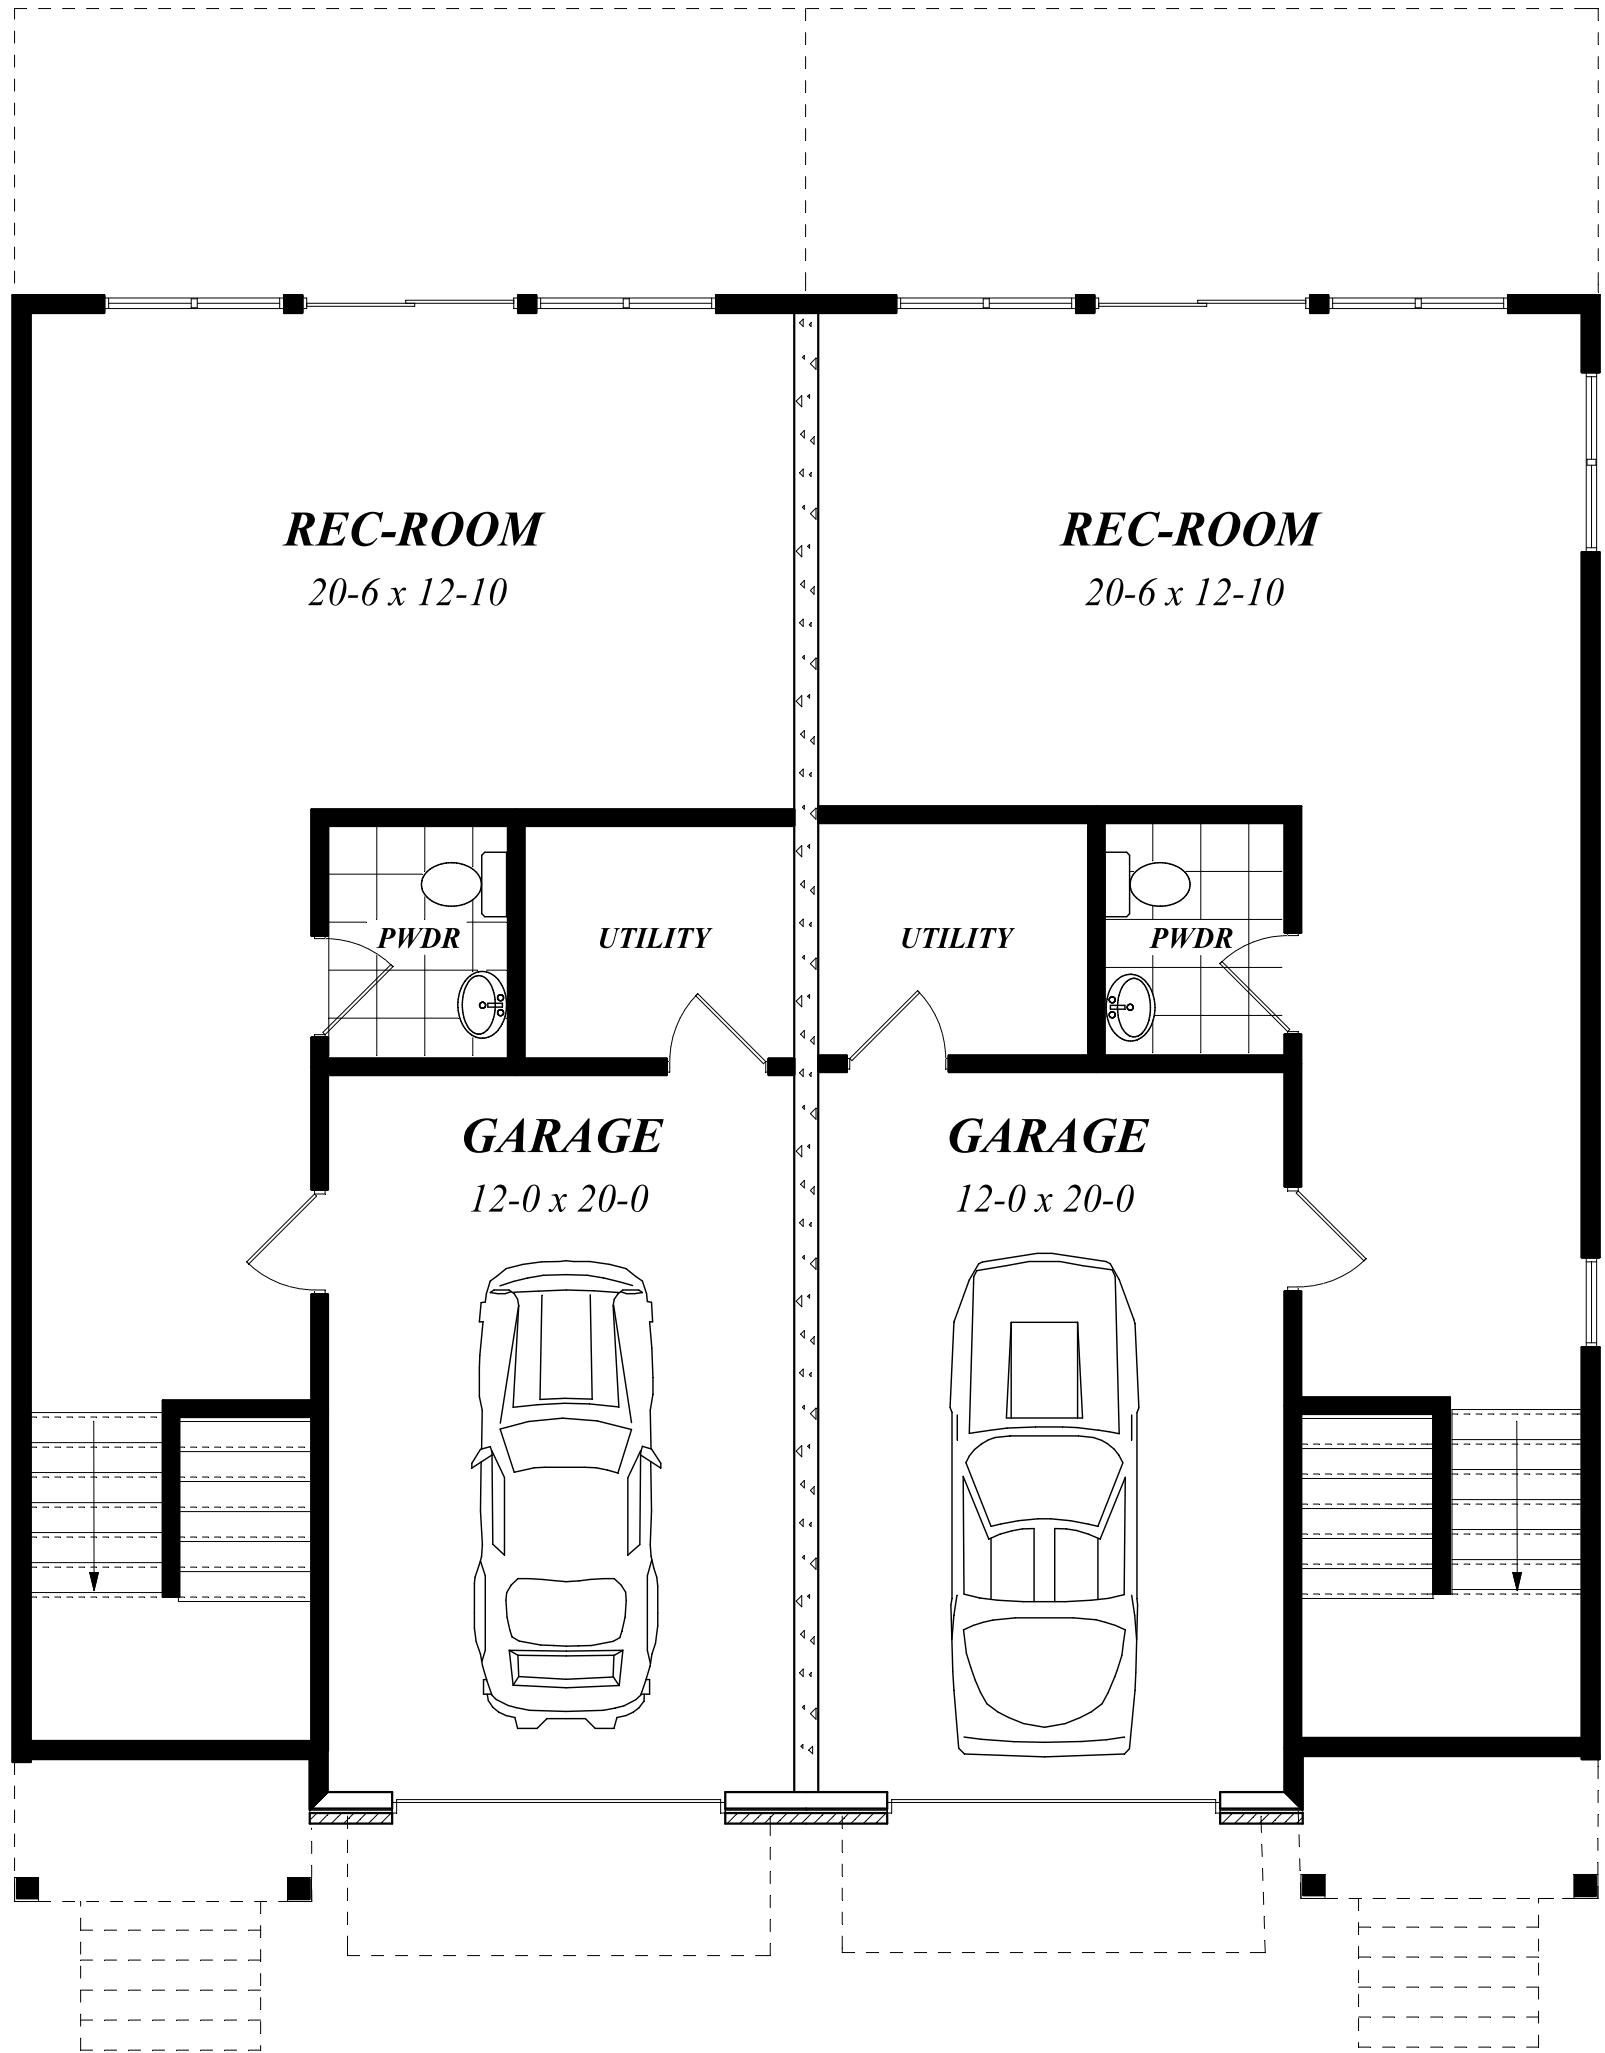 REC-ROOM
20-6 x 12-10
REC-ROOM
20-6 x 12-10
PWDR
UTILITY
UTILITY
PWDR
GARAGE
12-0 x 20-0
GARAGE
12-0 x 20-0